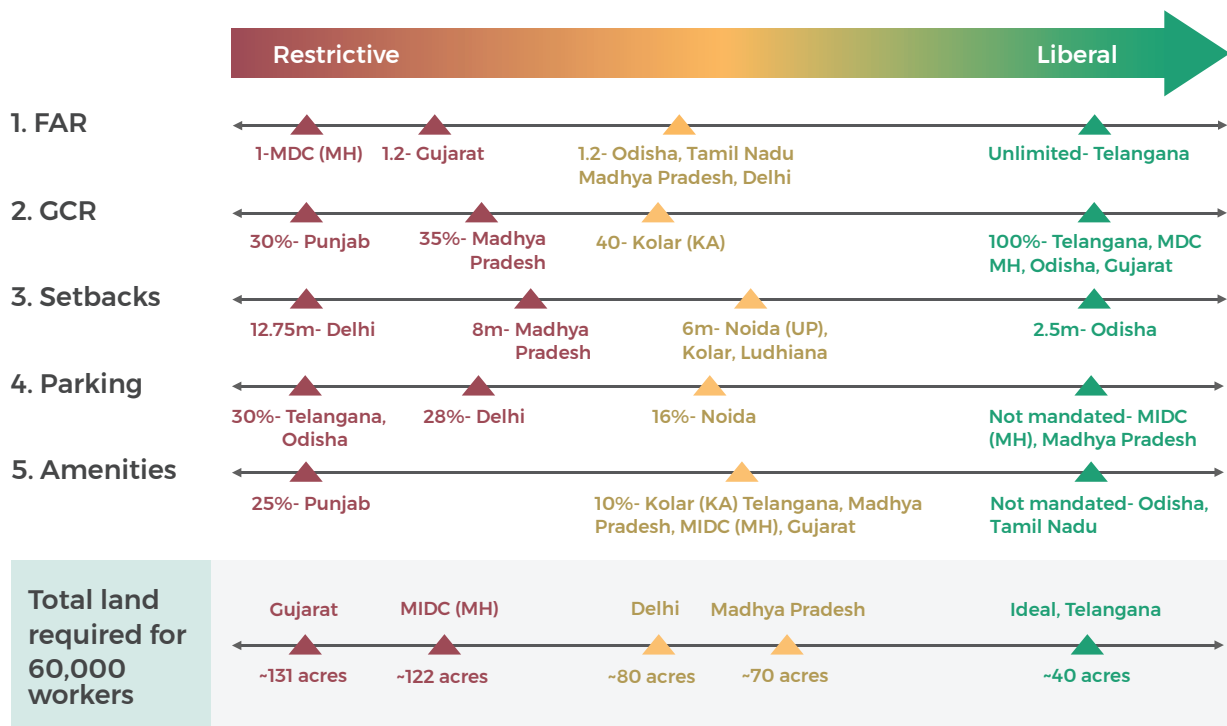 Restrictive
Liberal
1. FAR
1-MDC (MH)
1.2- Gujarat
1.2- Odisha, Tamil Nadu
Madhya Pradesh, Delhi
Unlimited- Telangana
2. GCR
30%- Punjab
35%- Madhya
Pradesh
40- Kolar (KA)
100%- Telangana, MDC
MH, Odisha, Gujarat
3. Setbacks
12.75m- Delhi
8m- Madhya
Pradesh
6m- Noida (UP),
Kolar, Ludhiana
2.5m- Odisha
4. Parking
30%- Telangana,
Odisha
28%- Delhi
16%- Noida
Not mandated- MIDC
(MH), Madhya Pradesh
5. Amenities
25%- Punjab
10%- Kolar (KA) Telangana, Madhya
Pradesh, MIDC (MH), Gujarat
Not mandated- Odisha,
Tamil Nadu
Total land
required for
60,000
workers
Gujarat
MIDC (MH)
Delhi
Madhya Pradesh
Ideal, Telangana
~131 acres
~122 acres
~80 acres
~70 acres
~40 acres